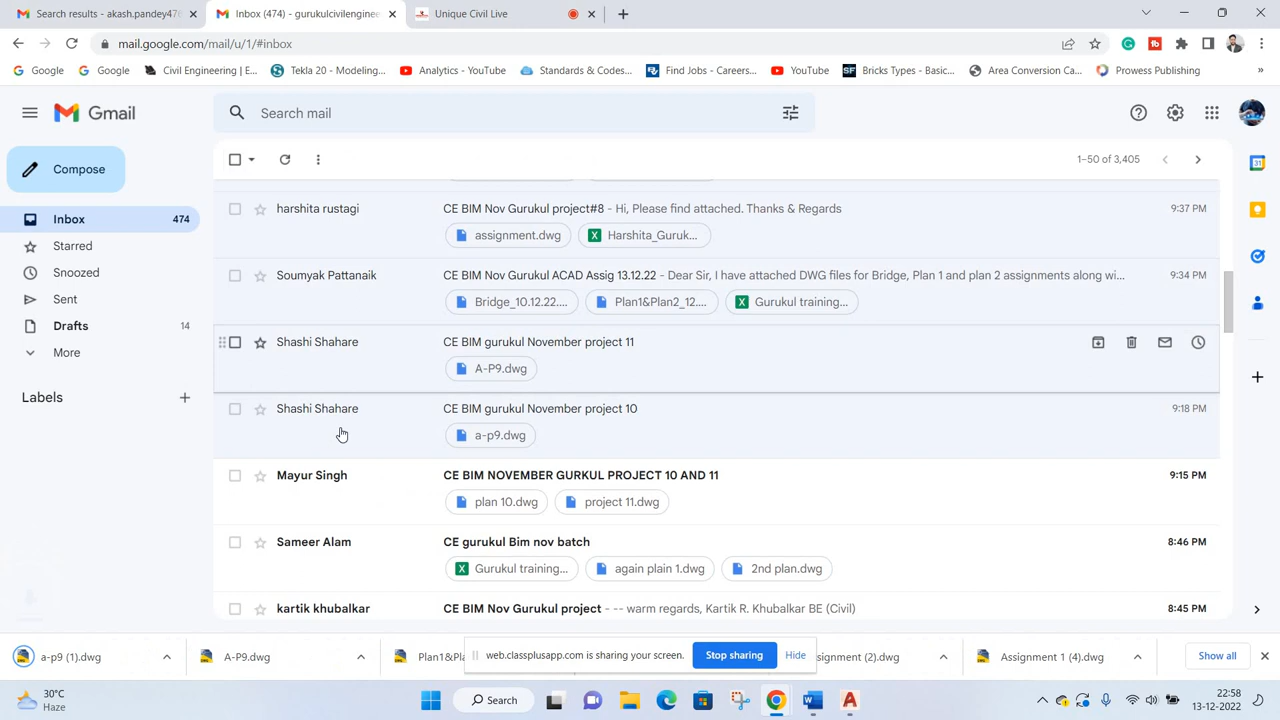 Search results - akash.pandey476 Inbox (474) - gurukulcivilengine Unique Civil Live
mail.google.com/mail/u/1/#inbox
Google Google Civil Engineering | E... Tekla 20 - Modeling... Analytics - YouTube Standards & Codes... Find Jobs - Careers... YouTube Bricks Types - Basic... Area Conversion Ca... Prowess Publishing »
Gmail Search mail
Compose 1–50 of 3,405
Inbox 474
Starred
Snoozed
Sent
Drafts 14
More
Labels
harshita rustagi CE BIM Nov Gurukul project#8 - Hi, Please find attached. Thanks & Regards 9:37 PM
assignment.dwg Harshita_Guruk...
Soumyak Pattanaik CE BIM Nov Gurukul ACAD Assig 13.12.22 - Dear Sir, I have attached DWG files for Bridge, Plan 1 and plan 2 assignments along wi... 9:34 PM
Bridge_10.12.22.... Plan1&Plan2_12.... Gurukul training...
Shashi Shahare CE BIM gurukul November project 11
A-P9.dwg
Shashi Shahare CE BIM gurukul November project 10 9:18 PM
a-p9.dwg
Mayur Singh CE BIM NOVEMBER GURKUL PROJECT 10 AND 11 9:15 PM
plan 10.dwg project 11.dwg
Sameer Alam CE gurukul Bim nov batch 8:46 PM
Gurukul training... again plain 1.dwg 2nd plan.dwg
kartik khubalkar CE BIM Nov Gurukul project - -- warm regards, Kartik R. Khubalkar BE (Civil) 8:45 PM
a-p9 (1).dwg A-P9.dwg Plan1&Pl web.classplusapp.com is sharing your screen. Stop sharing Hide signment (2).dwg Assignment 1 (4).dwg Show all
30°C
Haze
Search
22:58
13-12-2022